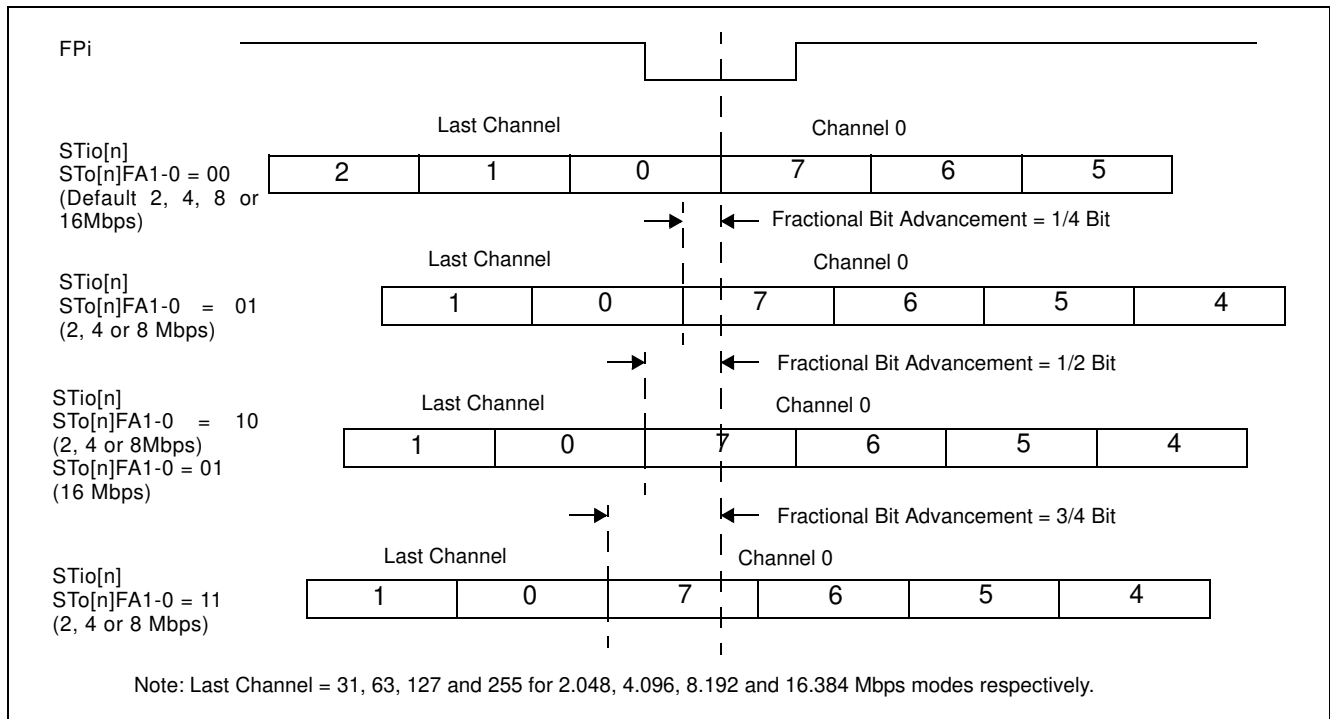 FPi
Last Channel
Channel 0
STio[n]
STo[n]FA1-0 = 00
(Default 2, 4, 8 or
16Mbps)
2 1 0 7 6 5
Fractional Bit Advancement = 1/4 Bit
Last Channel
Channel 0
STio[n]
STo[n]FA1-0 = 01
(2, 4 or 8 Mbps)
1 0 7 6 5 4
Fractional Bit Advancement = 1/2 Bit
Last Channel
Channel 0
STio[n]
STo[n]FA1-0 = 10
(2, 4 or 8Mbps)
STo[n]FA1-0 = 01
(16 Mbps)
1 0 7 6 5 4
Fractional Bit Advancement = 3/4 Bit
Last Channel
Channel 0
STio[n]
STo[n]FA1-0 = 11
(2, 4 or 8 Mbps)
1 0 7 6 5 4
Note: Last Channel = 31, 63, 127 and 255 for 2.048, 4.096, 8.192 and 16.384 Mbps modes respectively.